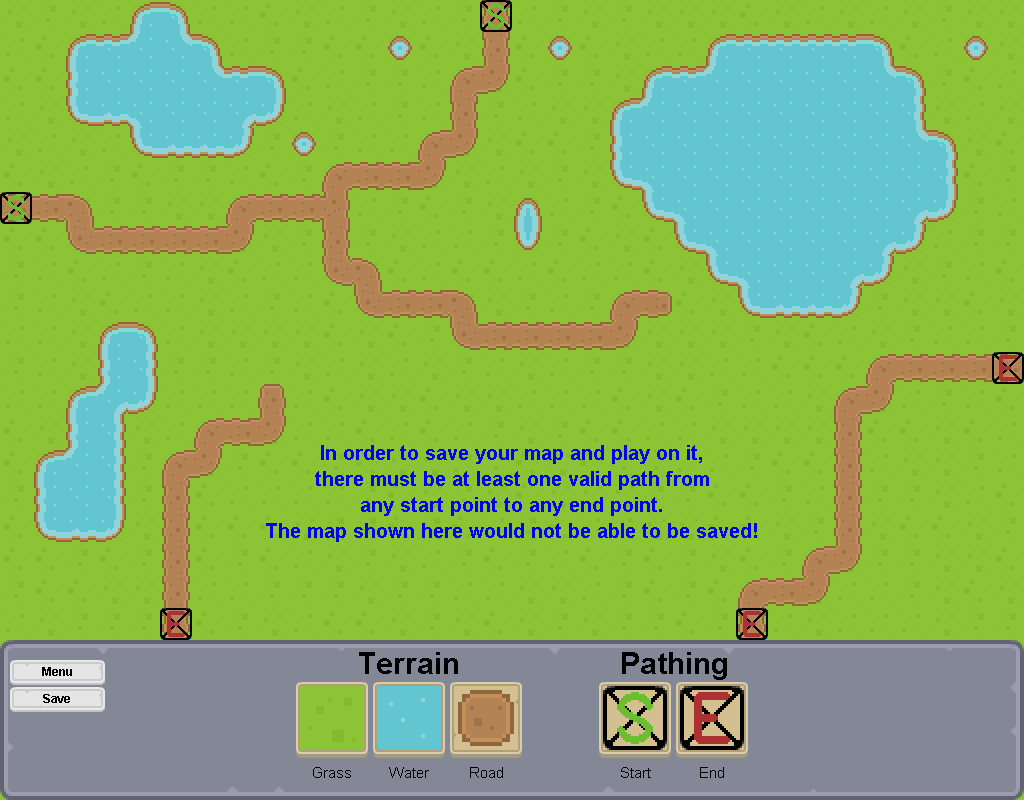 S
S
E
In order to save your map and play on it,
there must be at least one valid path from
any start point to any end point.
The map shown here would not be able to be saved!
E
E
Terrain
Pathing
Menu
Save
S
E
Grass
Water
Road
Start
End